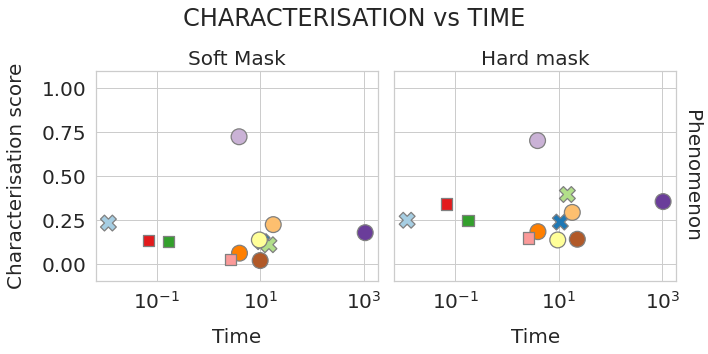 CHARACTERISATION vs TIME
Soft Mask
Hard mask
Characterisation score
1.00
0.75
0.50
0.25
0.00
10⁻¹
10¹
10³
10⁻¹
10¹
10³
Time
Time
Phenomenon